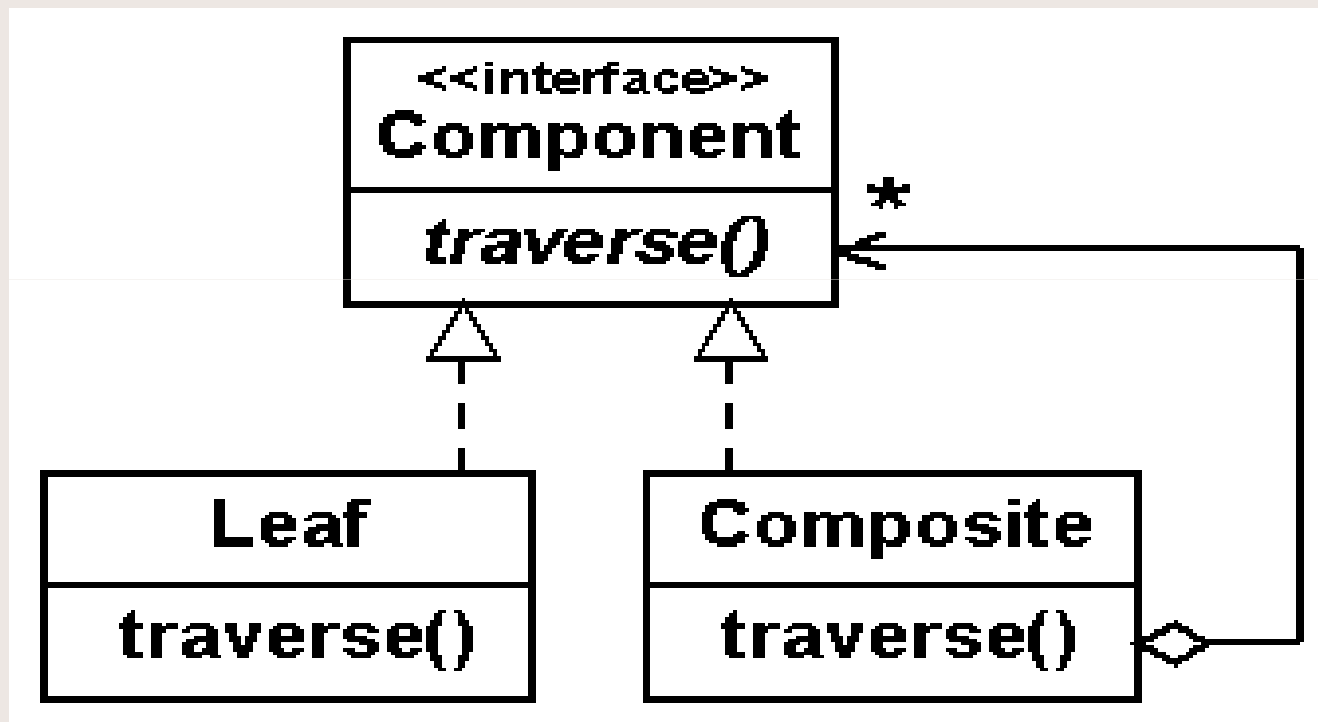 <<interface>>
Component
*
traverse()
Leaf
Composite
traverse()
traverse()